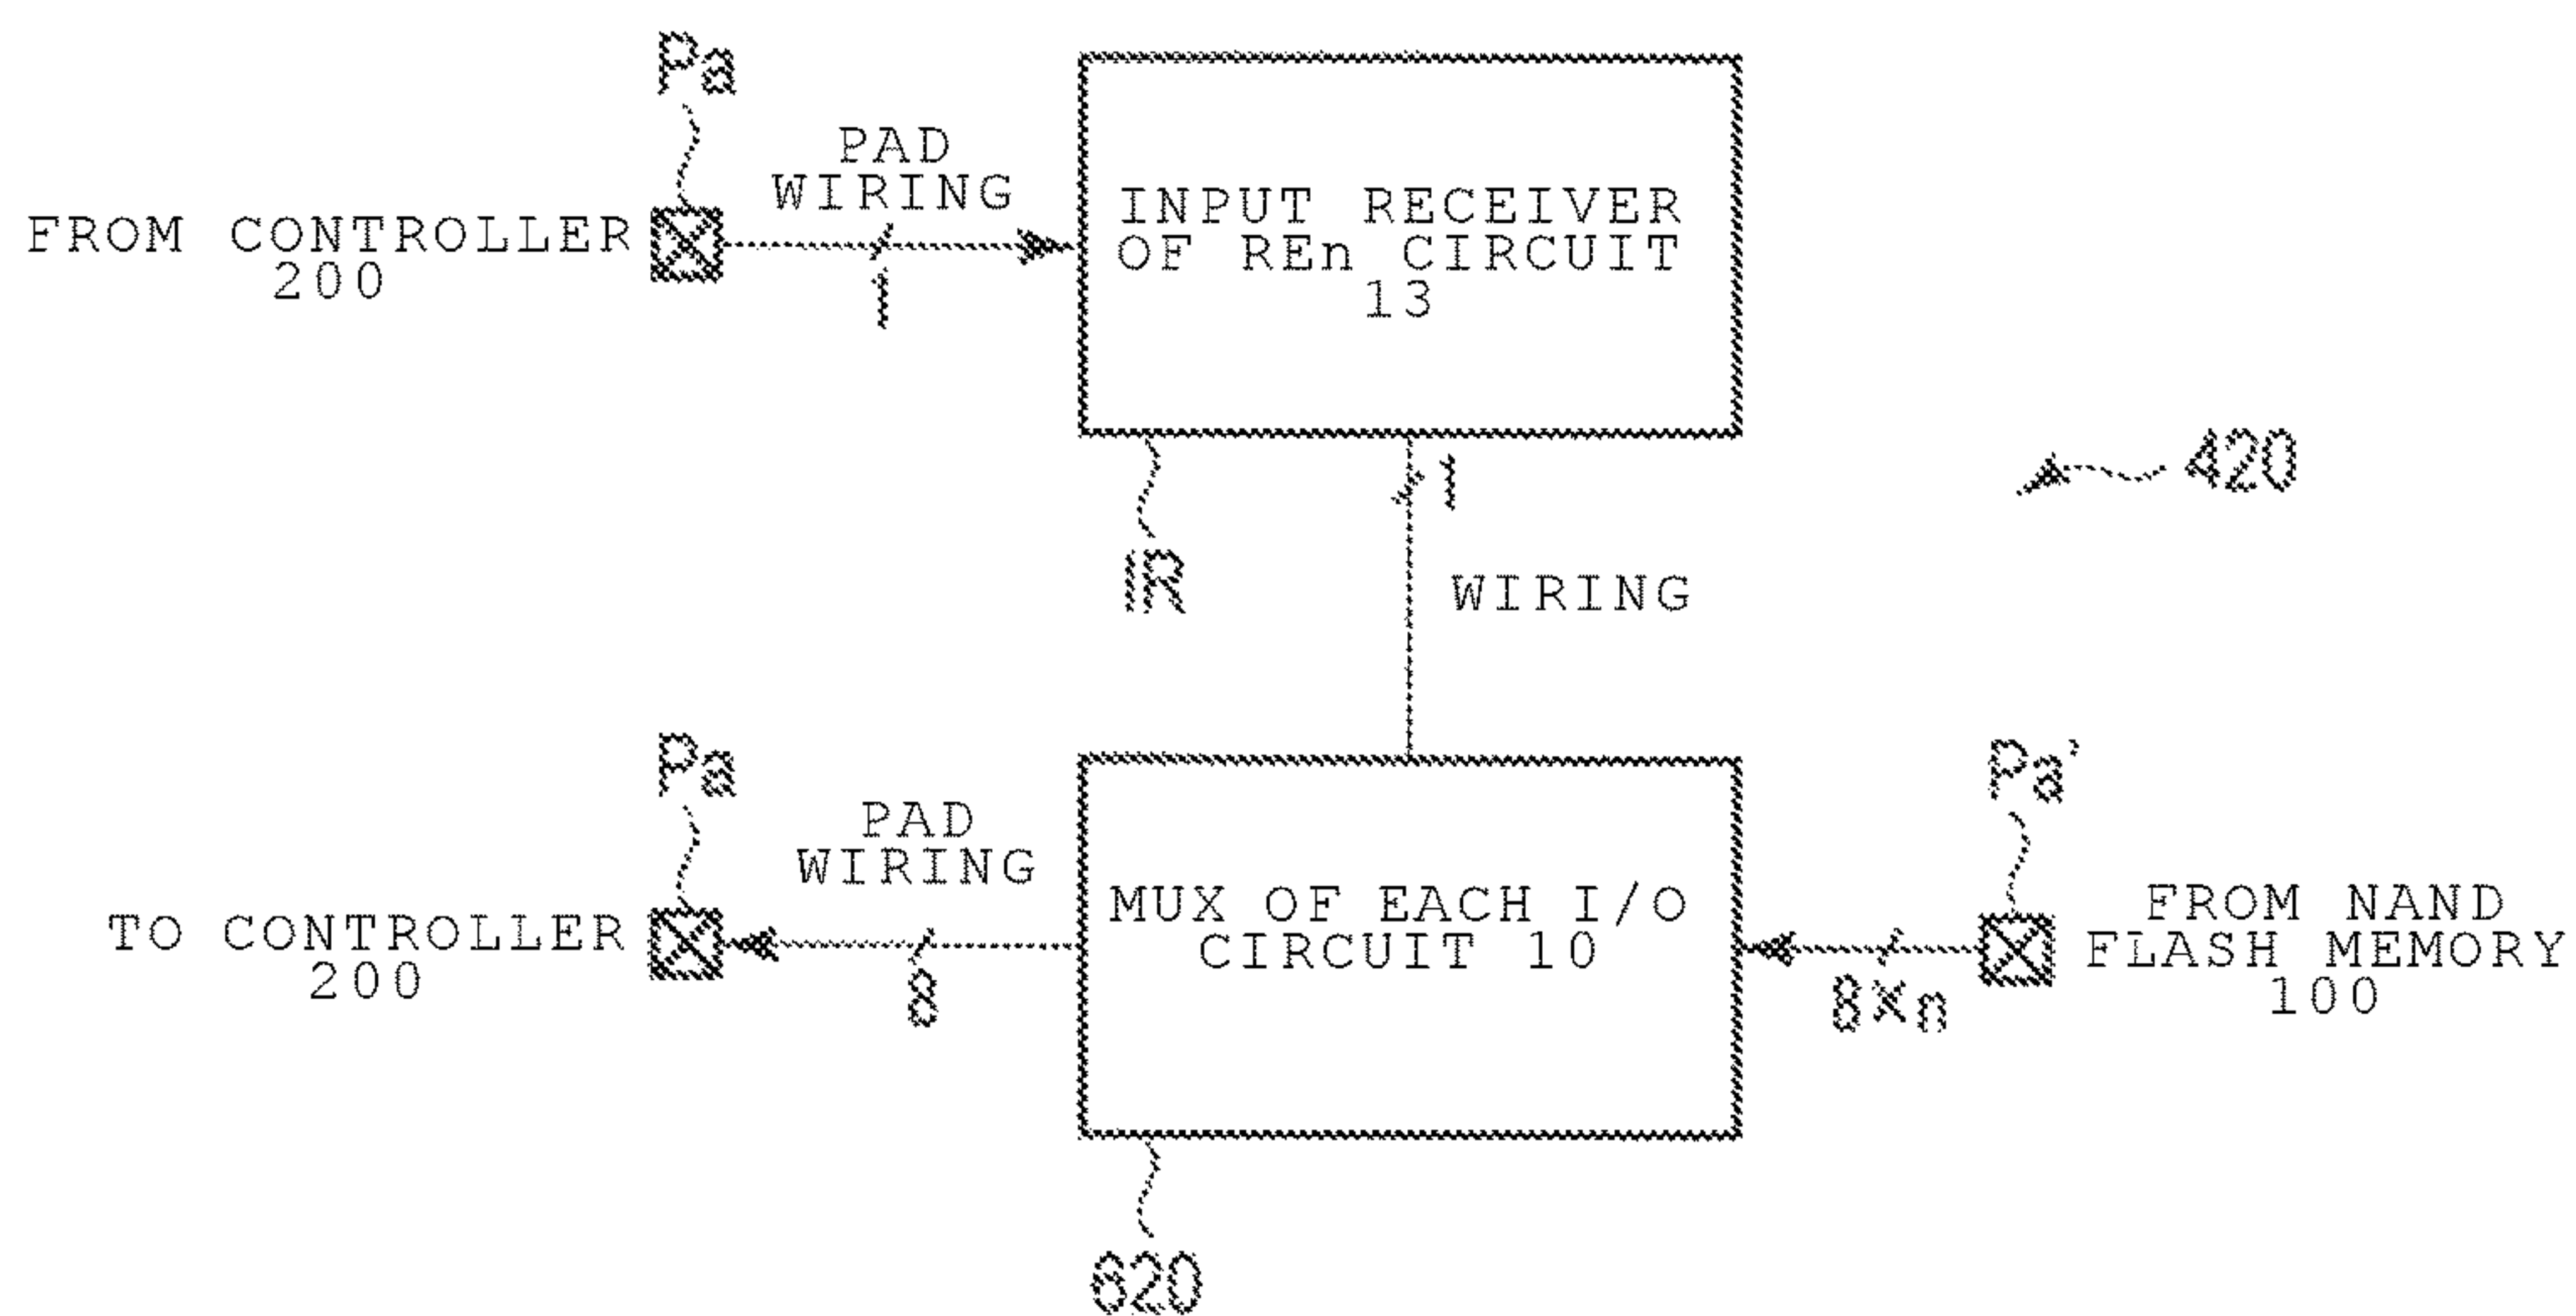 Pa
PAD
WIRING
FROM CONTROLLER
200
1
INPUT RECEIVER
OF REn CIRCUIT
13
IR
1
WIRING
420
Pa
PAD
WIRING
TO CONTROLLER
200
8
MUX OF EACH I/O
CIRCUIT 10
620
Pa'
8×n
FROM NAND
FLASH MEMORY
100